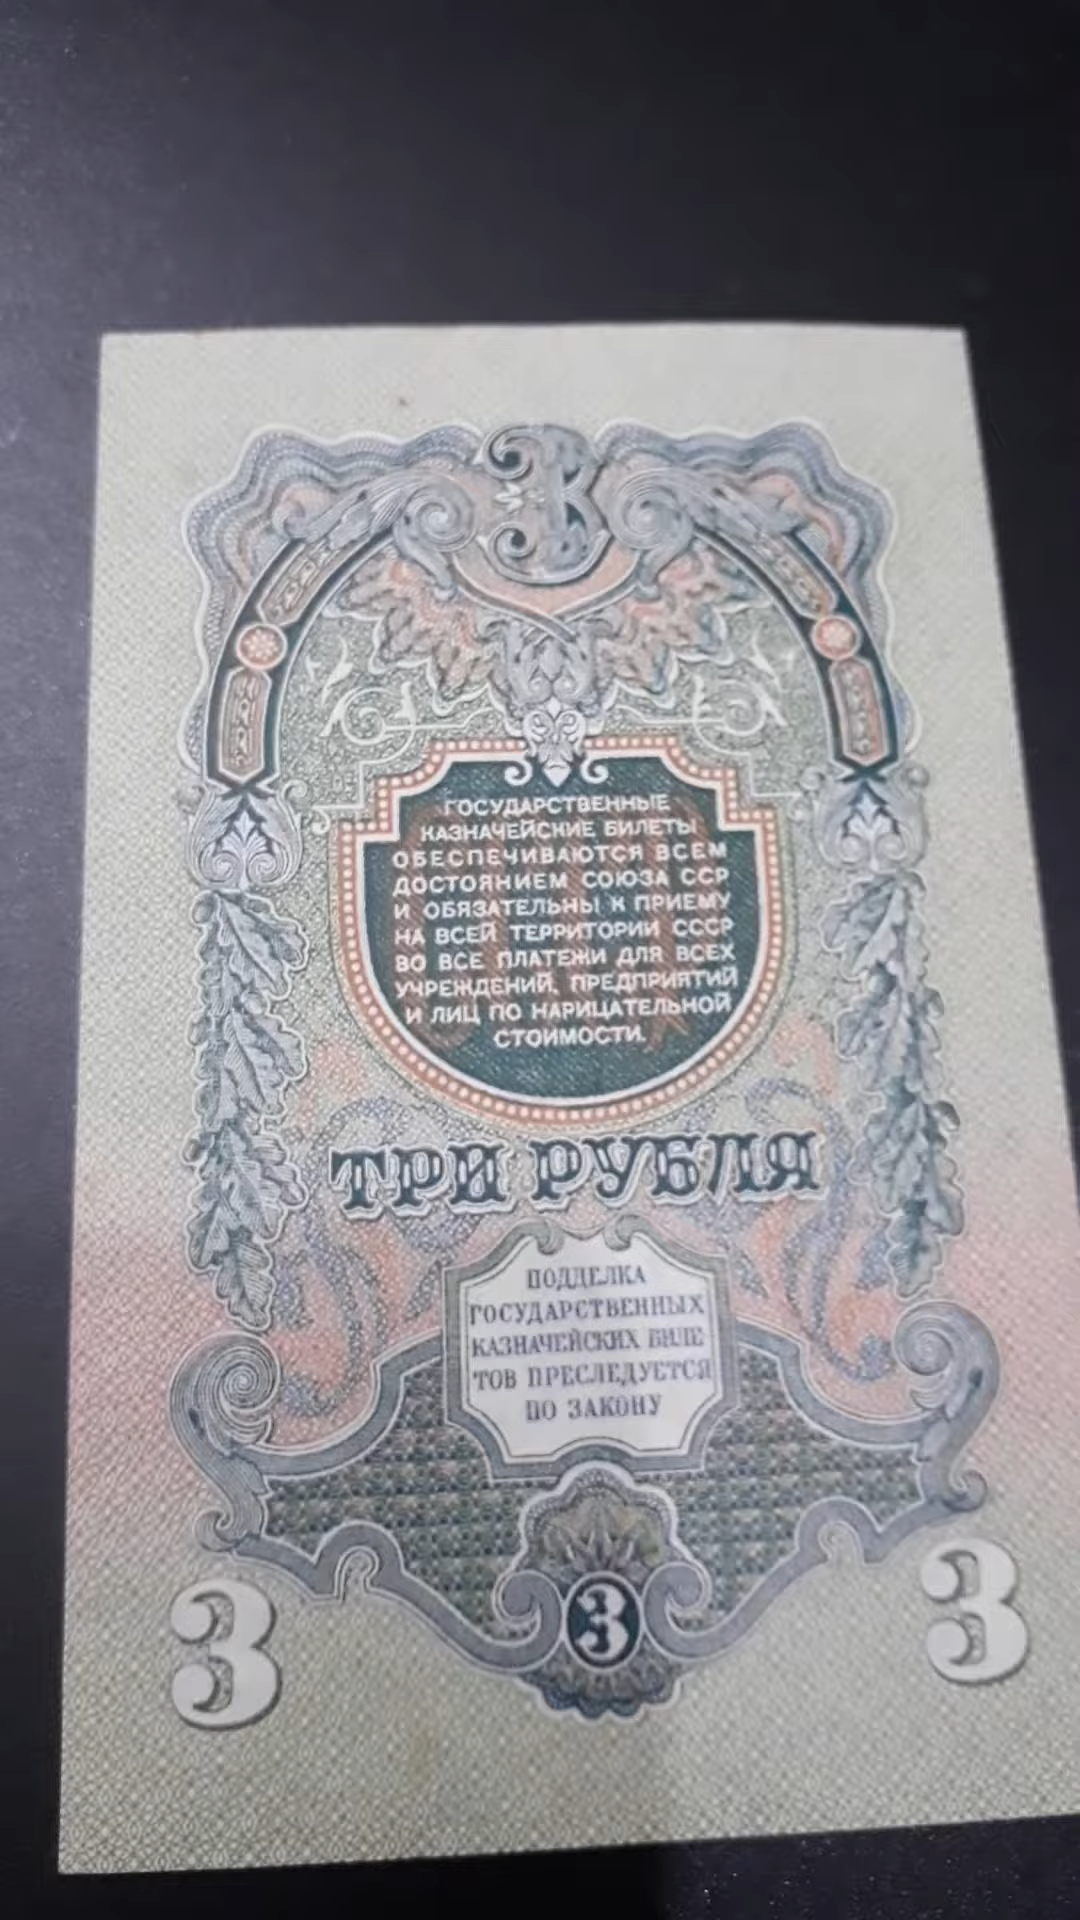 3
ГОСУДАРСТВЕННЫЕ
КАЗНАЧЕЙСКИЕ БИЛЕТЫ
ОБЕСПЕЧИВАЮТСЯ ВСЕМ
ДОСТОЯНИЕМ СОЮЗА ССР
И ОБЯЗАТЕЛЬНЫ К ПРИЕМУ
НА ВСЕЙ ТЕРРИТОРИИ СССР
ВО ВСЕ ПЛАТЕЖИ ДЛЯ ВСЕХ
УЧРЕЖДЕНИЙ, ПРЕДПРИЯТИЙ
И ЛИЦ ПО НАРИЦАТЕЛЬНОЙ
СТОИМОСТИ.
ТРИ РУБЛЯ
ПОДДЕЛКА
ГОСУДАРСТВЕННЫХ
КАЗНАЧЕЙСКИХ БИЛЕ
ТОВ ПРЕСЛЕДУЕТСЯ
ПО ЗАКОНУ
3 3 3